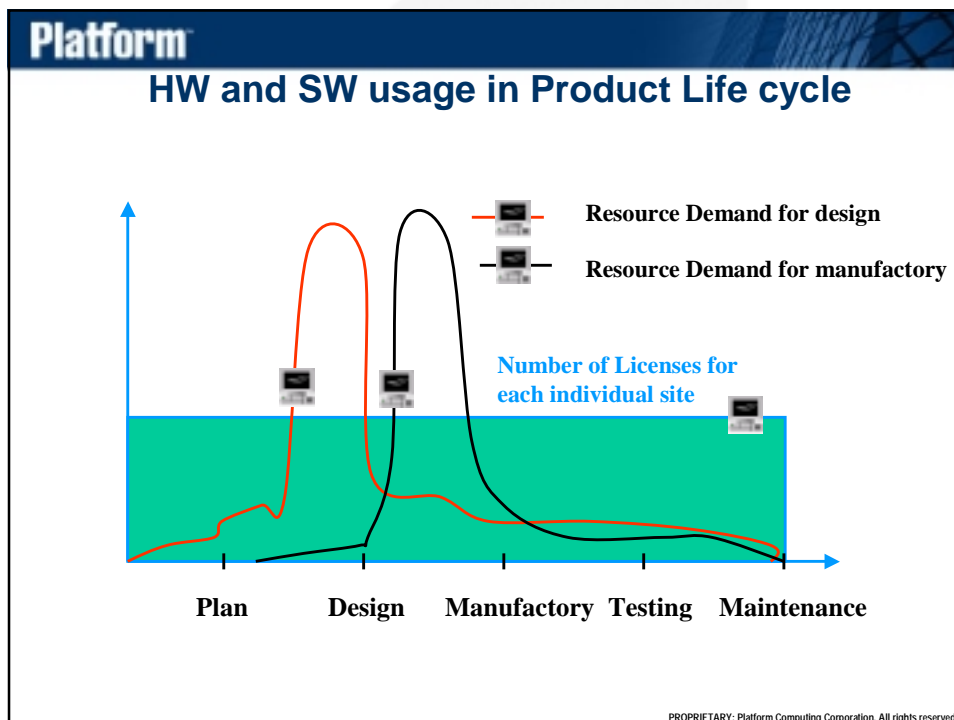 Platform
HW and SW usage in Product Life cycle
Resource Demand for design
Resource Demand for manufactory
Number of Licenses for
each individual site
Plan Design Manufactory Testing Maintenance
PROPRIETARY: Platform Computing Corporation. All rights reserved